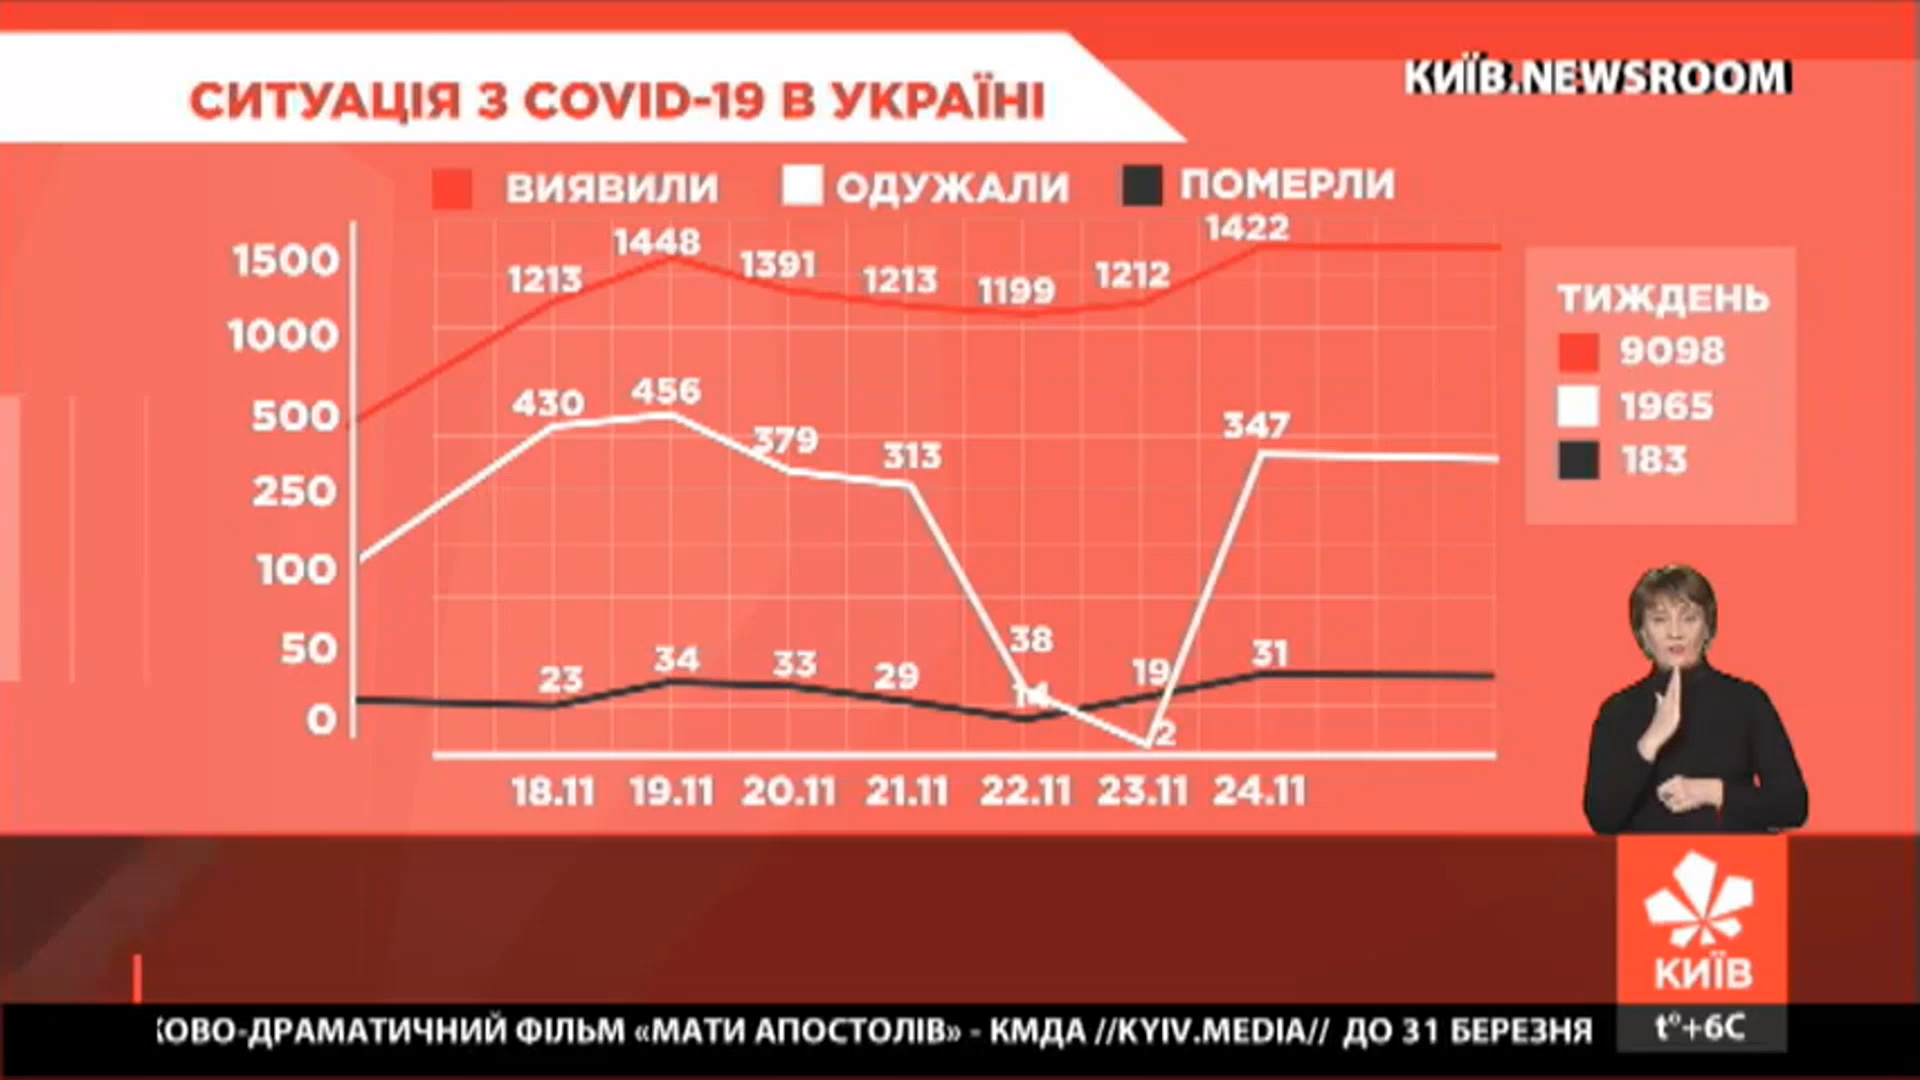 СИТУАЦІЯ З COVID-19 В УКРАЇНІ
КИЇВ.NEWSROOM
ВИЯВИЛИ ОДУЖАЛИ ПОМЕРЛИ
1500
1000
500
250
100
50
0
1213 1448 1391 1213 1199 1212 1422
430 456 379 313 38 2 347
23 34 33 29 14 19 31
18.11 19.11 20.11 21.11 22.11 23.11 24.11
ТИЖДЕНЬ
9098
1965
183
КИЇВ
КОВО-ДРАМАТИЧНИЙ ФІЛЬМ «МАТИ АПОСТОЛІВ» - КМДА //KYIV.MEDIA// ДО 31 БЕРЕЗНЯ
t°+6C